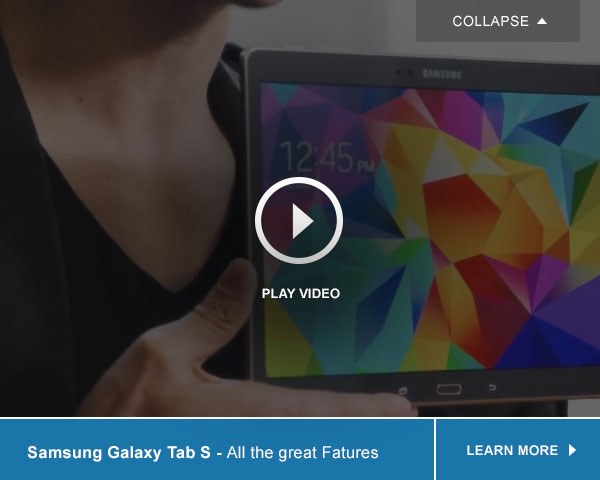 COLLAPSE
SAMSUNG
12:45 PM
PLAY VIDEO
Samsung Galaxy Tab S - All the great Fatures
LEARN MORE